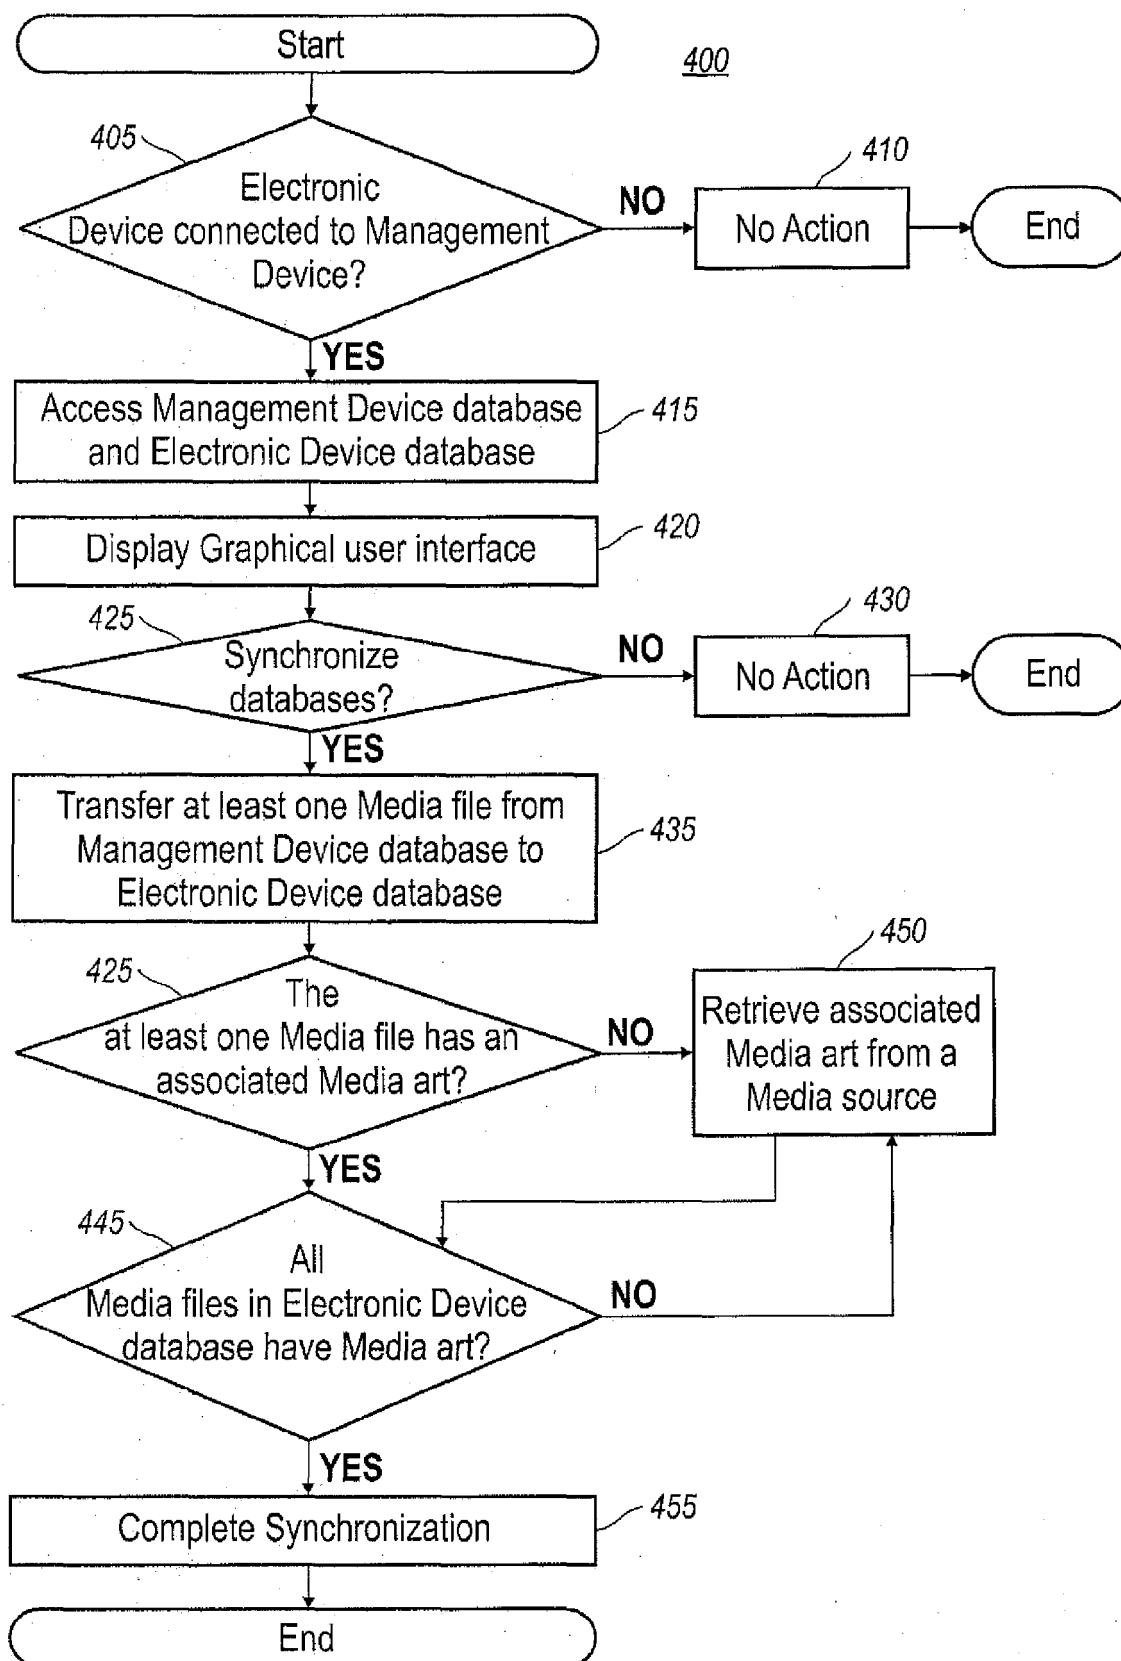 Start
400
405
Electronic
Device connected to Management
Device?
NO
410
No Action
End
YES
Access Management Device database
and Electronic Device database
415
Display Graphical user interface
420
425
Synchronize
databases?
NO
430
No Action
End
YES
Transfer at least one Media file from
Management Device database to
Electronic Device database
435
425
The
at least one Media file has an
associated Media art?
NO
450
Retrieve associated
Media art from a
Media source
YES
445
All
Media files in Electronic Device
database have Media art?
NO
YES
Complete Synchronization
455
End